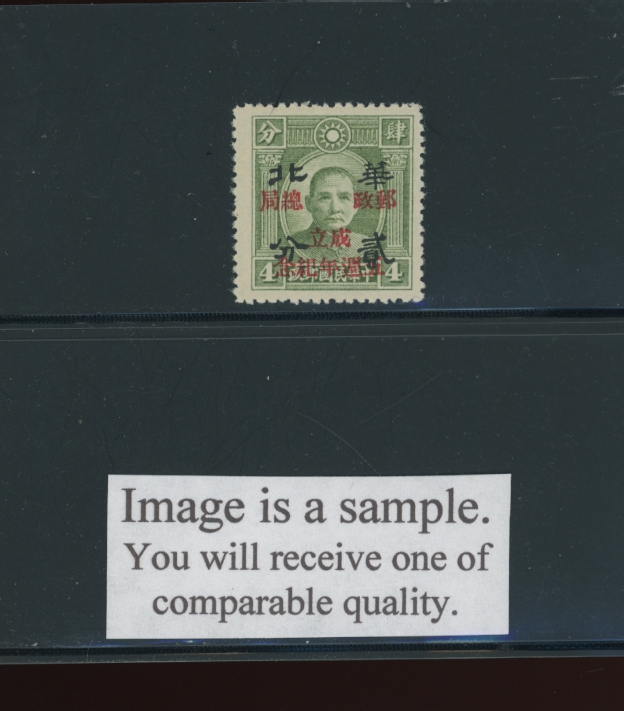 肆 分
華 北
郵政總局
成立
貳 分
五週年紀念
4 4
Image is a sample.
You will receive one of
comparable quality.